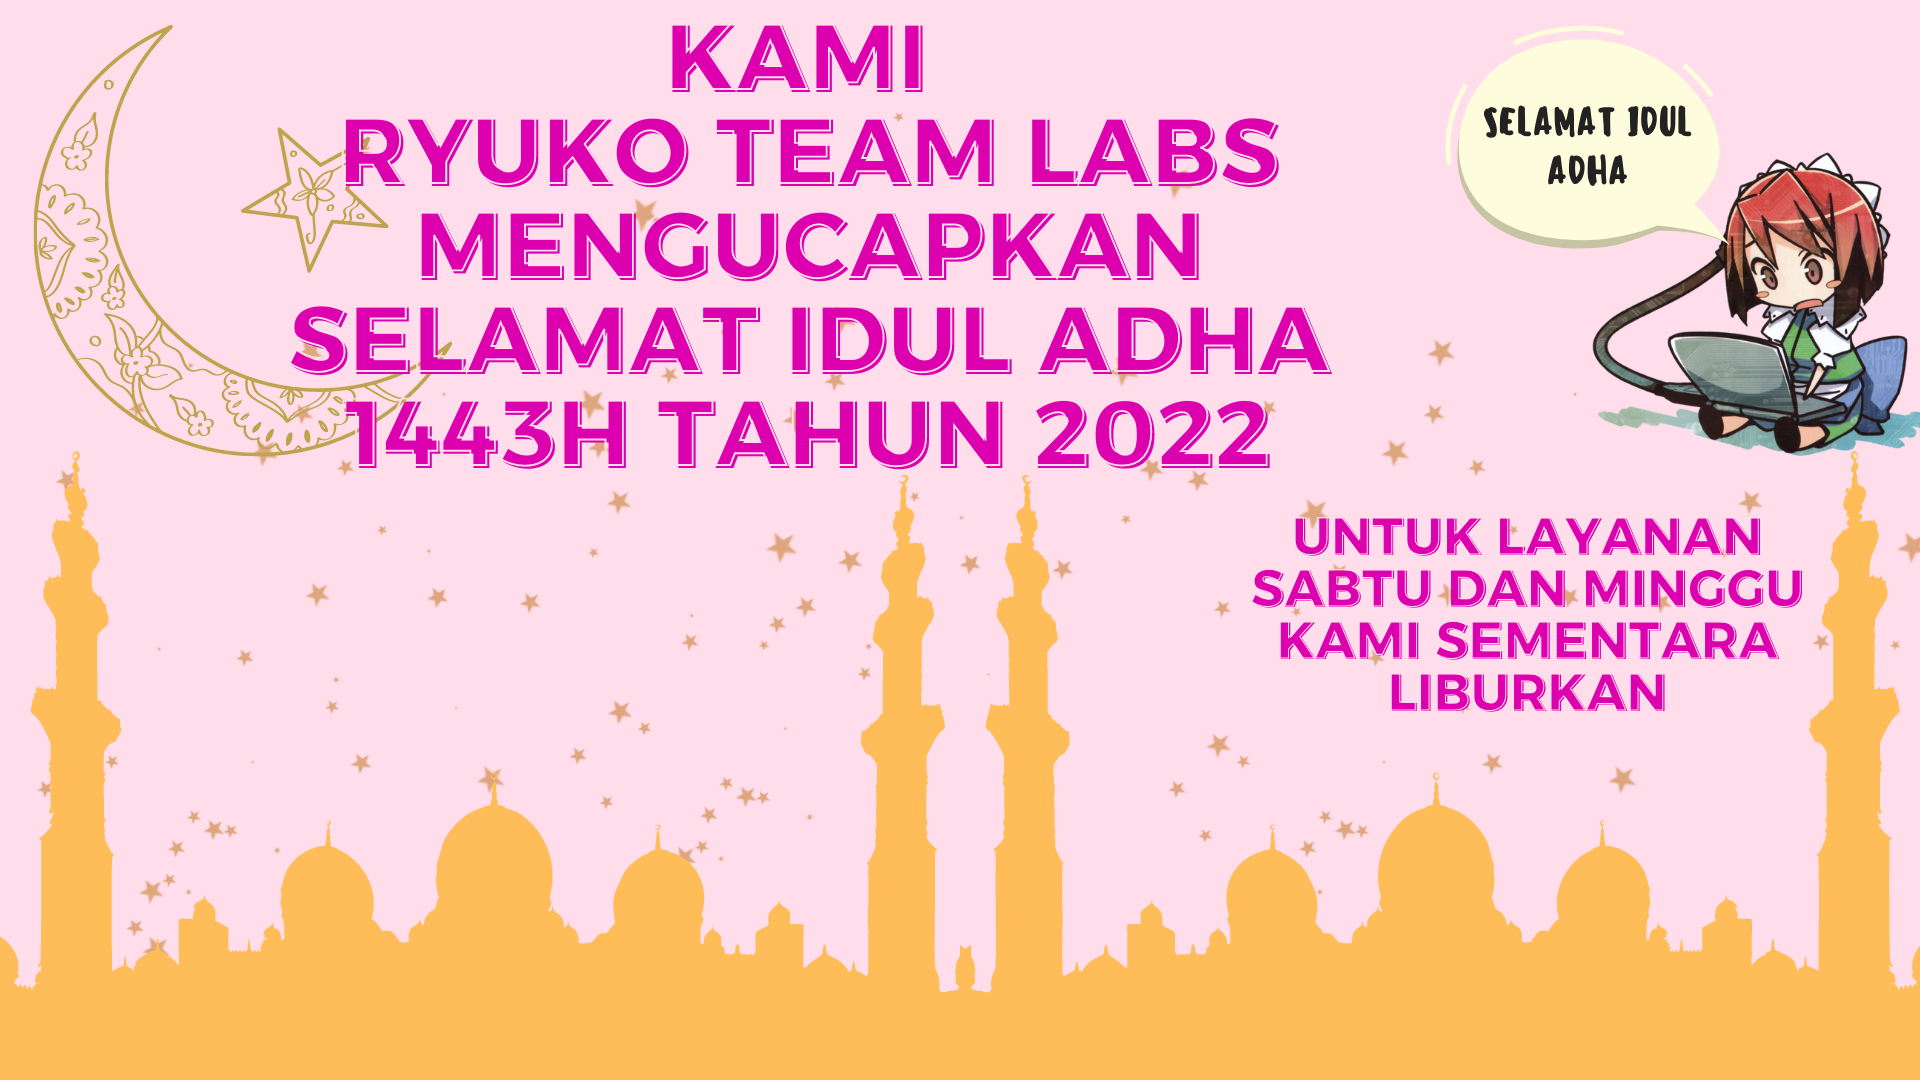 KAMI
RYUKO TEAM LABS
MENGUCAPKAN
SELAMAT IDUL ADHA
1443H TAHUN 2022
SELAMAT IDUL
ADHA
UNTUK LAYANAN
SABTU DAN MINGGU
KAMI SEMENTARA
LIBURKAN